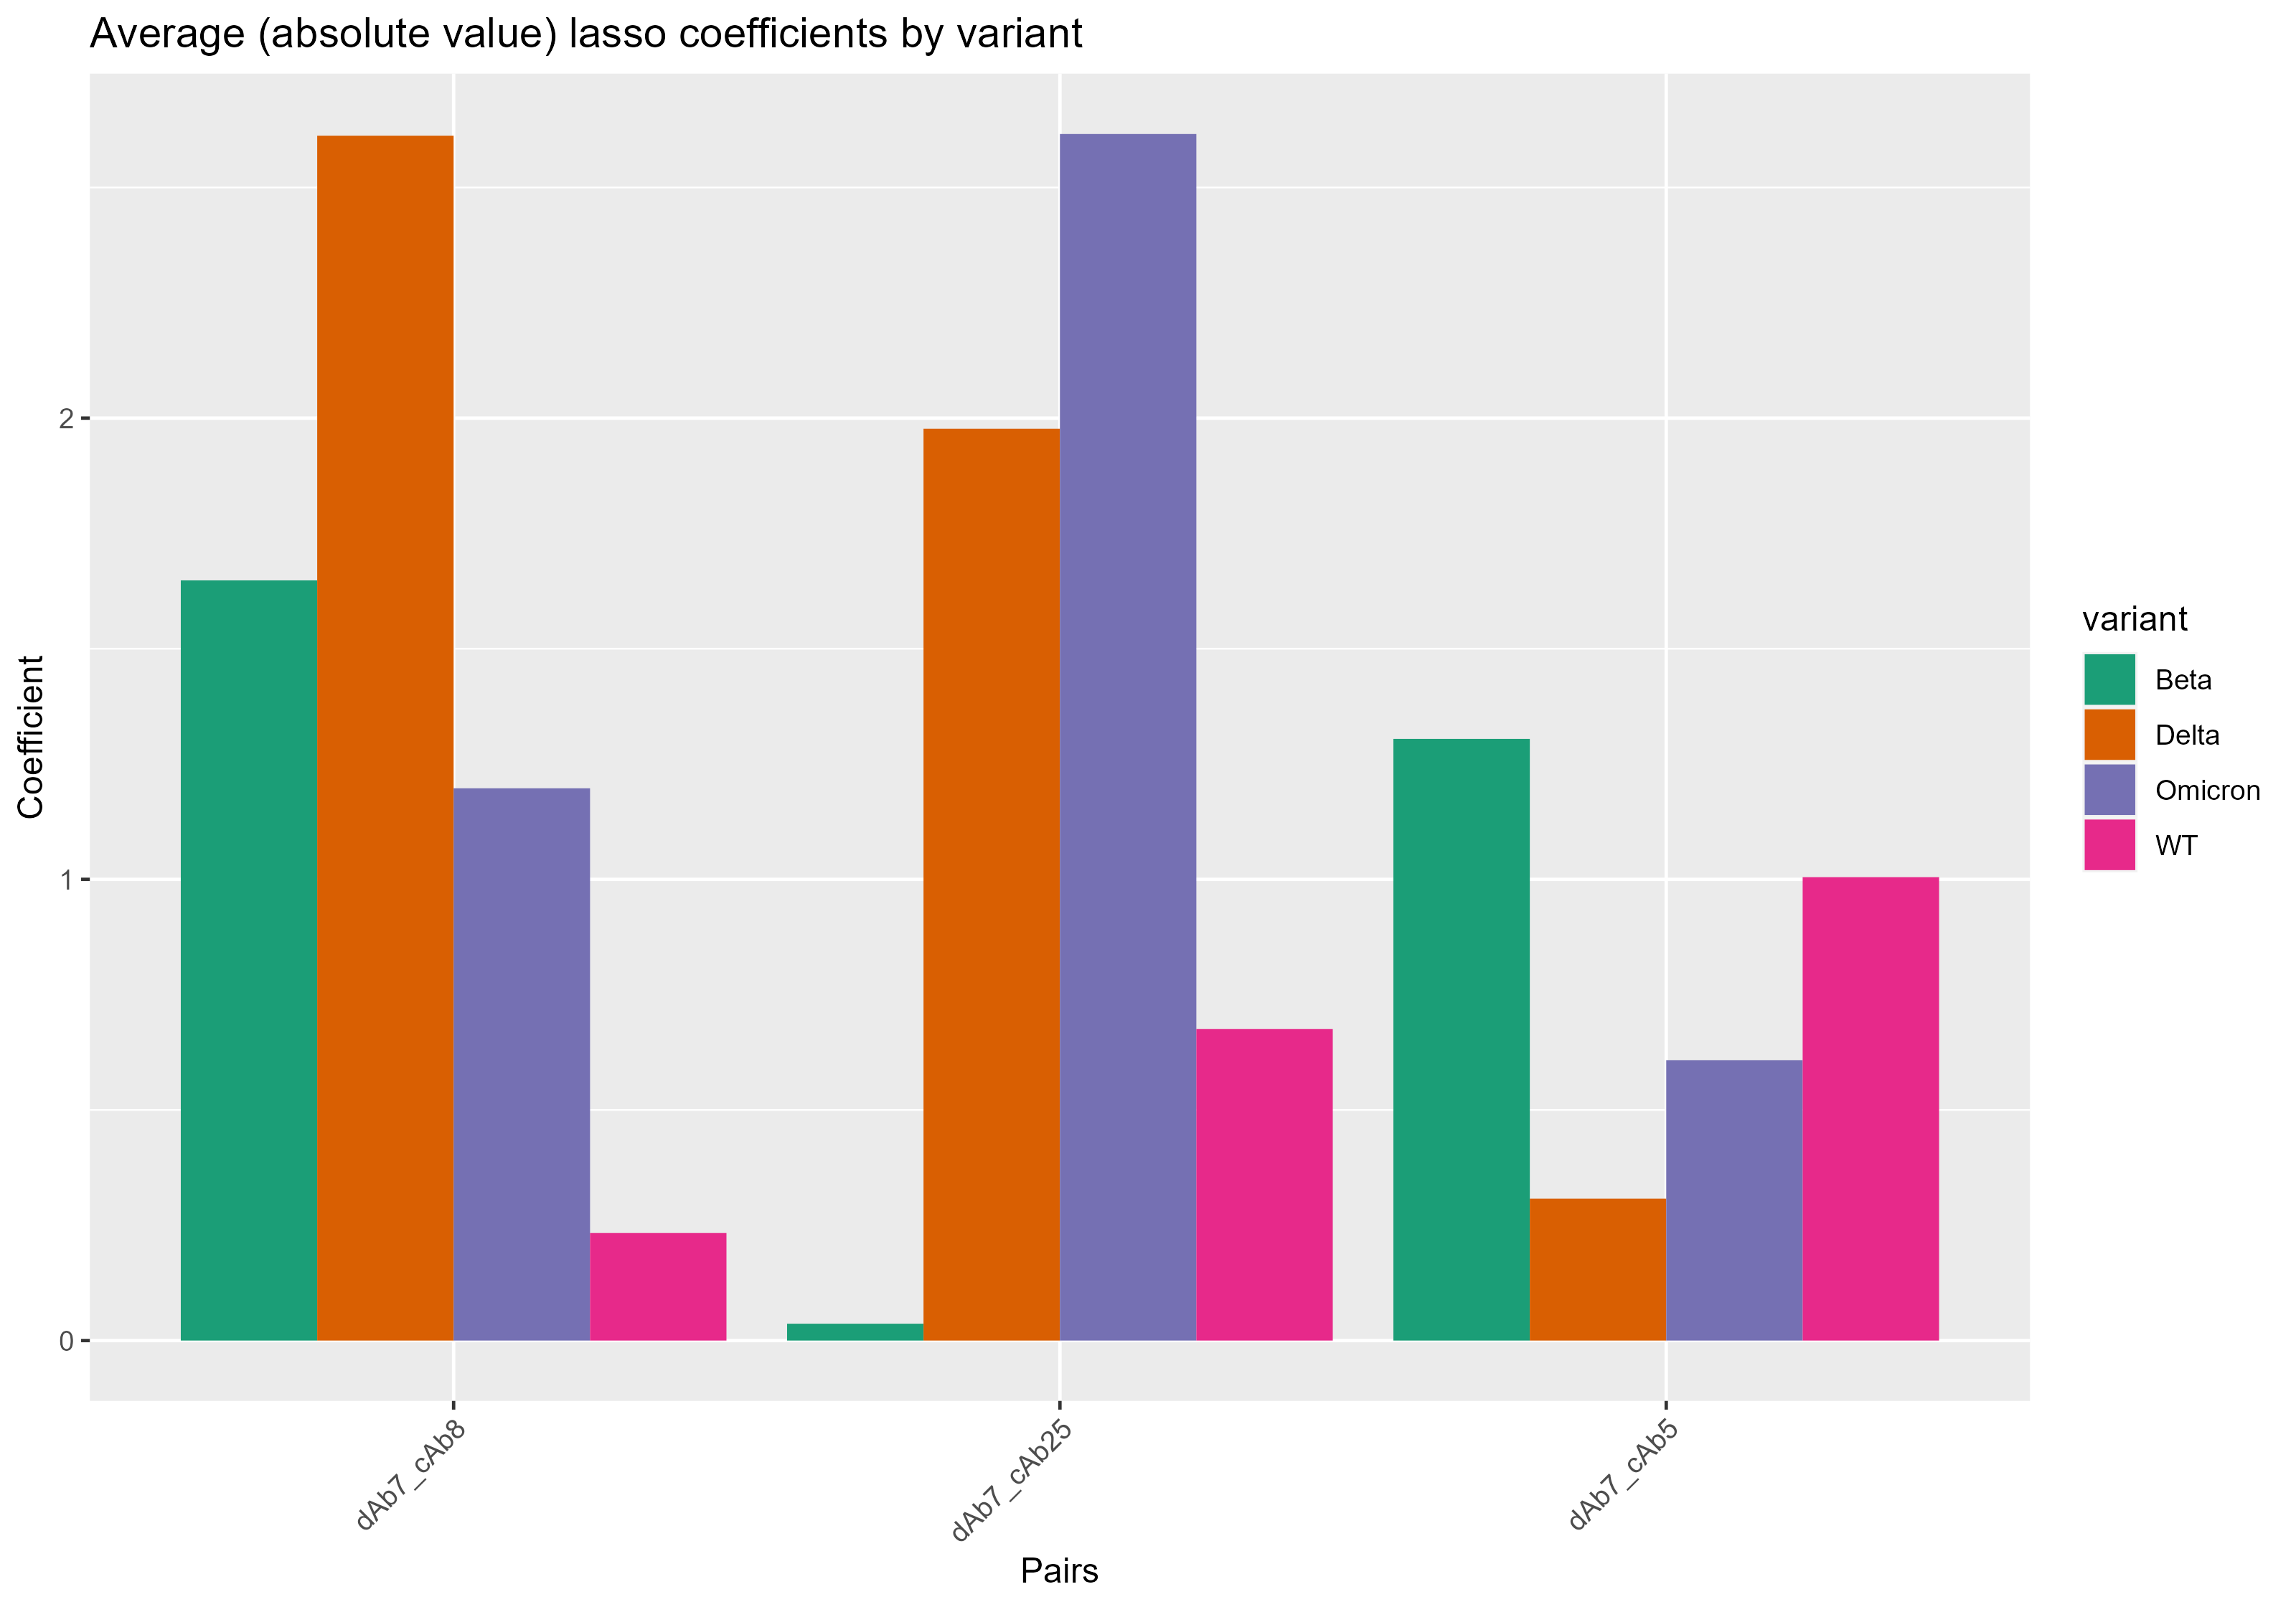 Average (absolute value) lasso coefficients by variant
Coefficient
2
1
0
dAb7_cAb8
dAb7_cAb25
dAb7_cAb5
Pairs
variant
Beta
Delta
Omicron
WT